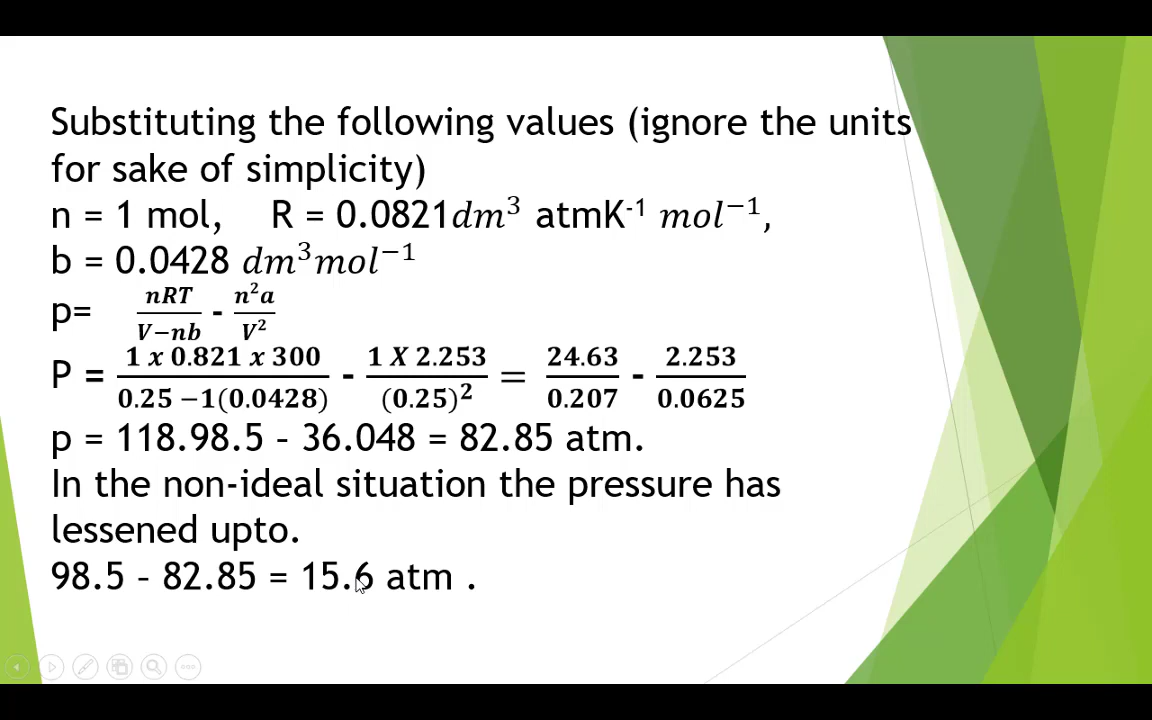 Substituting the following values (ignore the units
for sake of simplicity)
n = 1 mol, R = 0.0821dm³ atmK⁻¹ mol⁻¹,
b = 0.0428 dm³mol⁻¹
p= nRT/V−nb - n²a/V²
P = 1 x 0.821 x 300/0.25 −1(0.0428) - 1 X 2.253/(0.25)² = 24.63/0.207 - 2.253/0.0625
p = 118.98.5 – 36.048 = 82.85 atm.
In the non-ideal situation the pressure has
lessened upto.
98.5 – 82.85 = 15.6 atm .